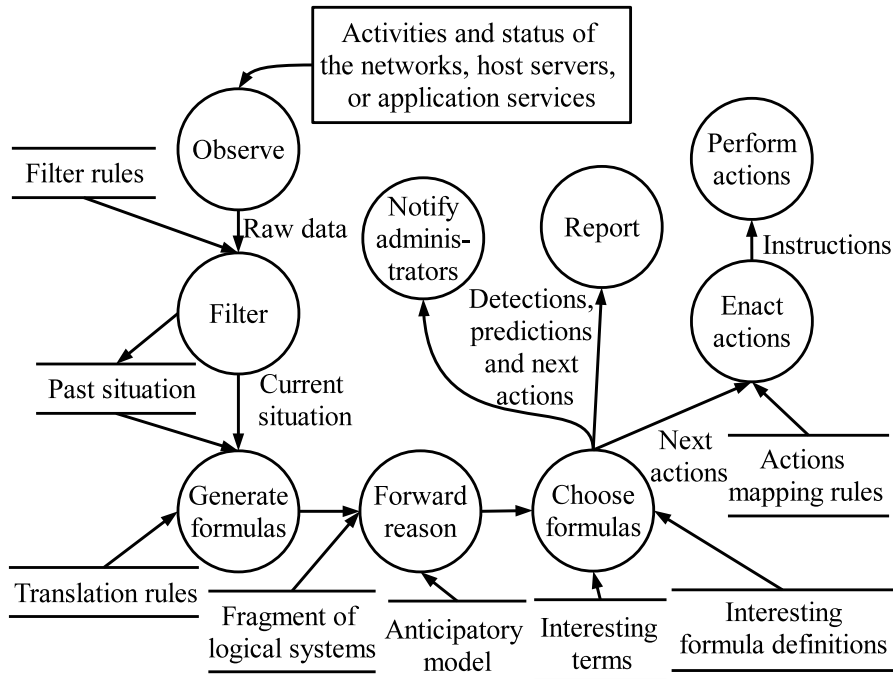 Activities and status of
the networks, host servers,
or application services
Observe
Perform
actions
Filter rules
Notify
adminis-
trators
Report
Raw data
Instructions
Filter
Detections,
predictions
and next
actions
Enact
actions
Past situation
Current
situation
Next
actions
Actions
mapping rules
Generate
formulas
Forward
reason
Choose
formulas
Translation rules
Fragment of
logical systems
Anticipatory
model
Interesting
terms
Interesting
formula definitions